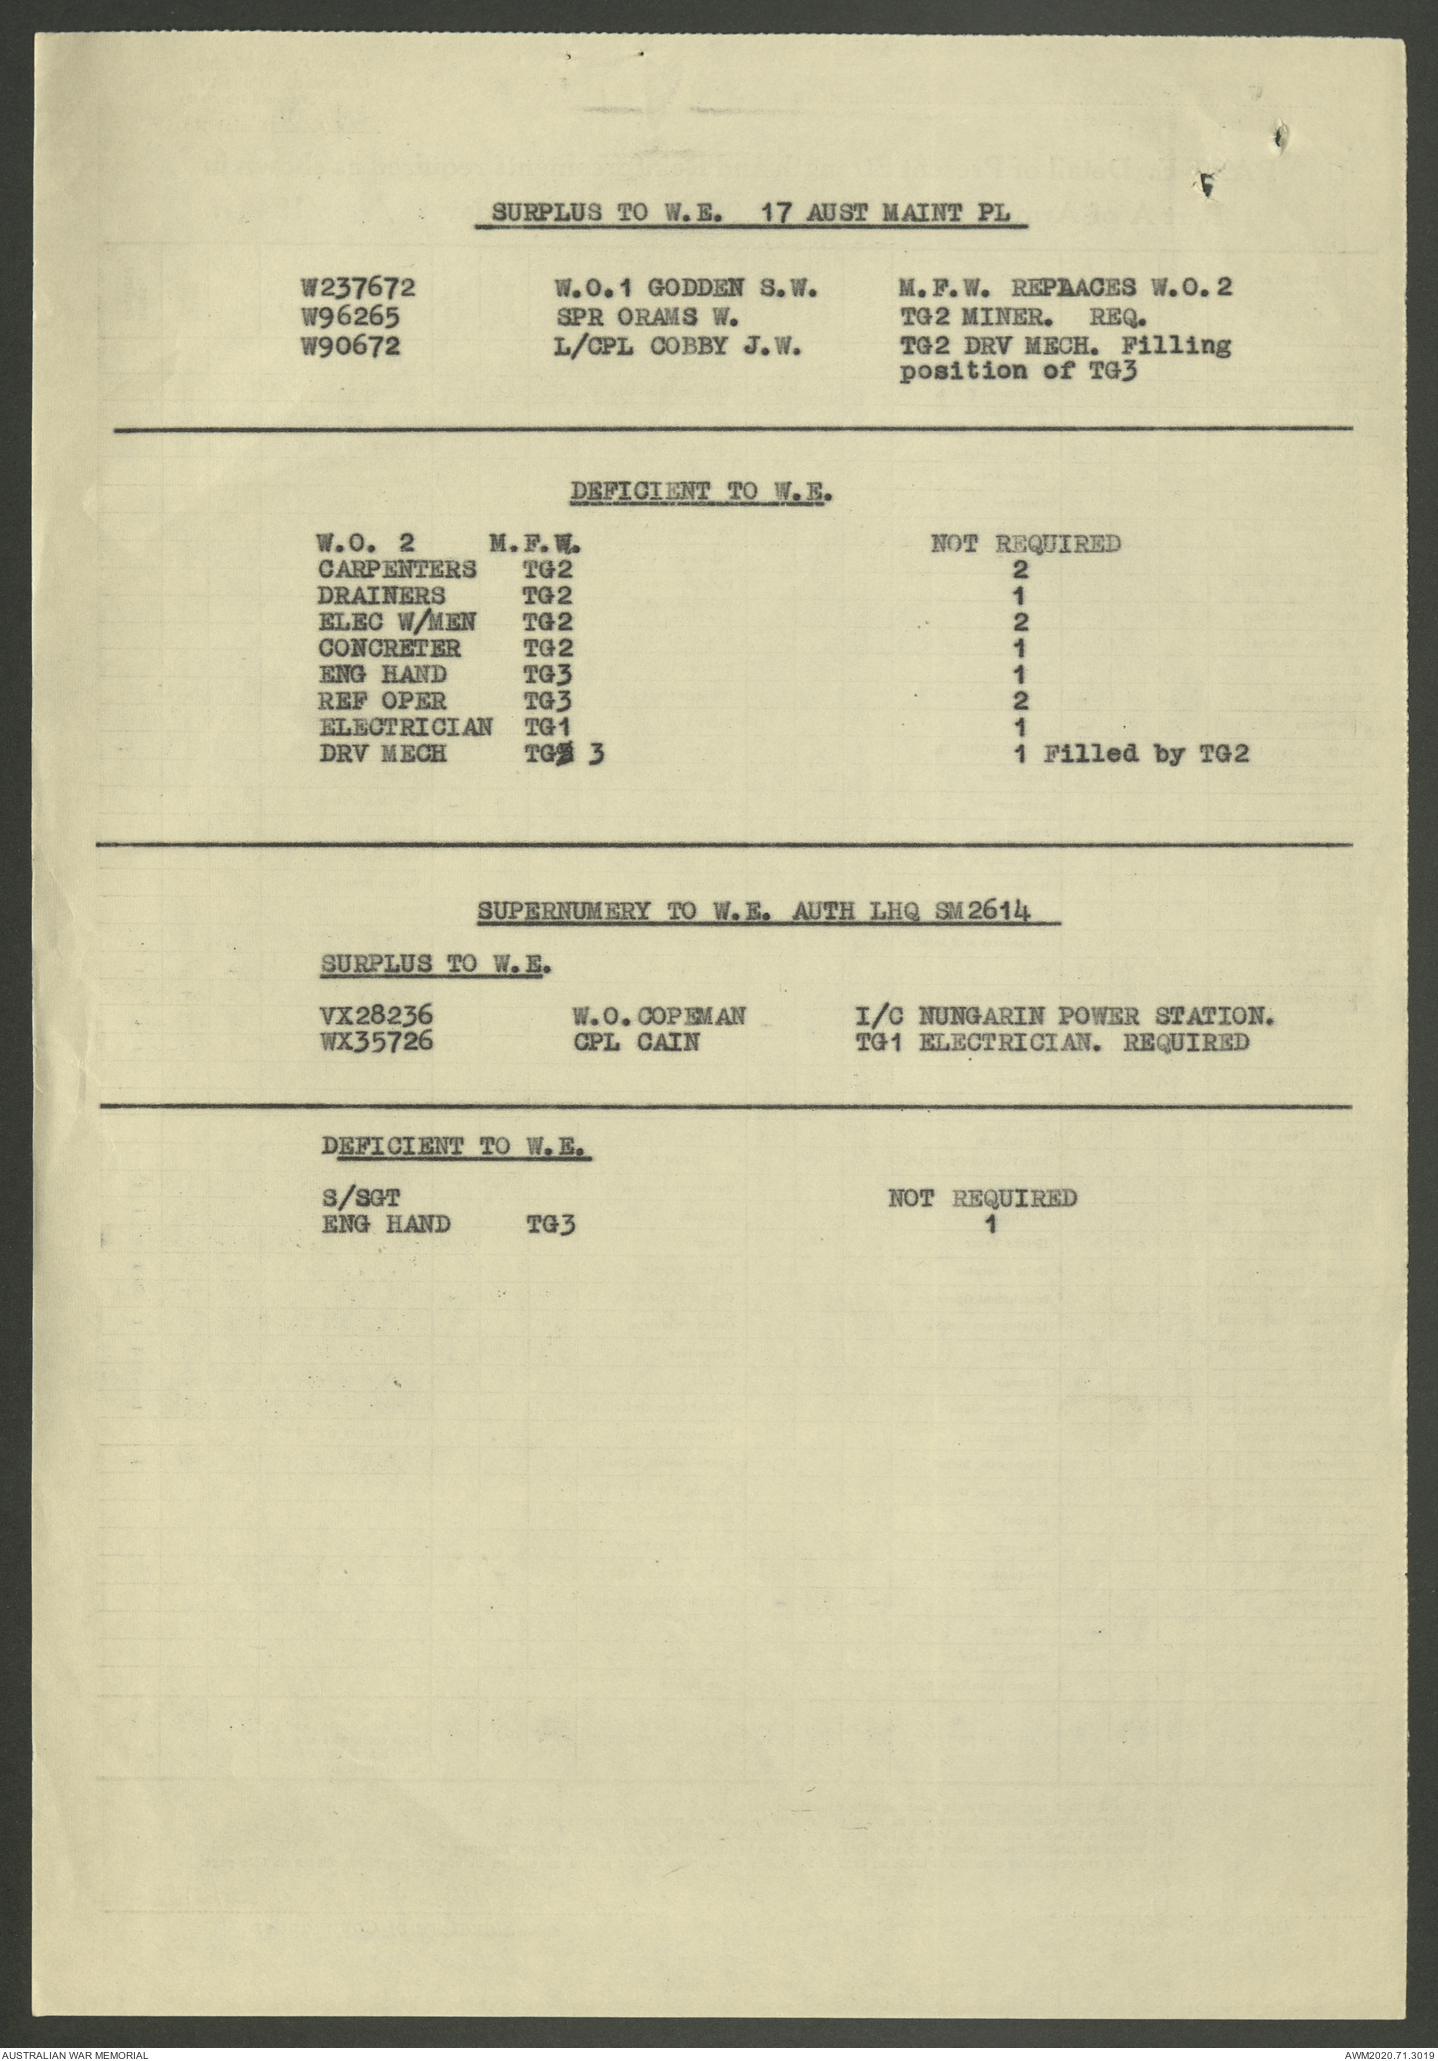 SURPLUS TO W.E. 17 AUST MAINT PL
W237672 W.O.1 GODDEN S.W. M.F.W. REPLACES W.O.2
W96265 SPR ORAMS W. TG2 MINER. REQ.
W90672 L/CPL COBBY J.W. TG2 DRV MECH. Filling
position of TG3
DEFICIENT TO W.E.
W.O. 2 M.F.W. NOT REQUIRED
CARPENTERS TG2 2
DRAINERS TG2 1
ELEC W/MEN TG2 2
CONCRETER TG2 1
ENG HAND TG3 1
REF OPER TG3 2
ELECTRICIAN TG1 1
DRV MECH TG 3 1 Filled by TG2
SUPERNUMERY TO W.E. AUTH LHQ SM2614
SURPLUS TO W.E.
VX28236 W.O.COPEMAN I/C NUNGARIN POWER STATION.
WX35726 CPL CAIN TG1 ELECTRICIAN. REQUIRED
DEFICIENT TO W.E.
S/SGT NOT REQUIRED
ENG HAND TG3 1
AUSTRALIAN WAR MEMORIAL AWM2020.71.3019